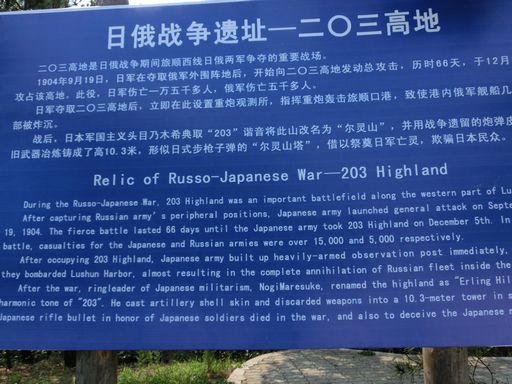 日俄战争遗址—二〇三高地
二〇三高地是日俄战争期间旅顺西线日俄两军争夺的重要战场。
1904年9月19日，日军在夺取俄军外围阵地后，开始向二〇三高地发动总攻击，历时66天，于12月
攻占该高地。此役，日军伤亡一万五千多人，俄军伤亡五千多人。
日军夺取二〇三高地后，立即在此设置重炮观测所，指挥重炮轰击旅顺口港，致使港内俄军舰船几
部被炸沉。
战后，日本军国主义头目乃木希典取“203”谐音将此山改名为“尔灵山”，并用战争遗留的炮弹皮
旧武器冶炼铸成了高10.3米，形似日式步枪子弹的“尔灵山塔”，借以祭奠日军亡灵，欺骗日本民众。
Relic of Russo-Japanese War—203 Highland
During the Russo-Japanese War, 203 Highland was an important battlefield along the western part of Lu
After capturing Russian army's peripheral positions, Japanese army launched general attack on Sept
19, 1904. The fierce battle lasted 66 days until the Japanese army took 203 Highland on December 5th. In
battle, casualties for the Japanese and Russian armies were over 15,000 and 5,000 respectively.
After occupying 203 Highland, Japanese army built up heavily-armed observation post immediately,
they bombarded Lushun Harbor, almost resulting in the complete annihilation of Russian fleet inside the
After the war, ringleader of Japanese militarism, NogiMaresuke, renamed the highland as "Erling Hill
harmonic tone of "203". He cast artillery shell skin and discarded weapons into a 10.3-meter tower in s
Japanese rifle bullet in honor of Japanese soldiers died in the war, and also to deceive the Japanese